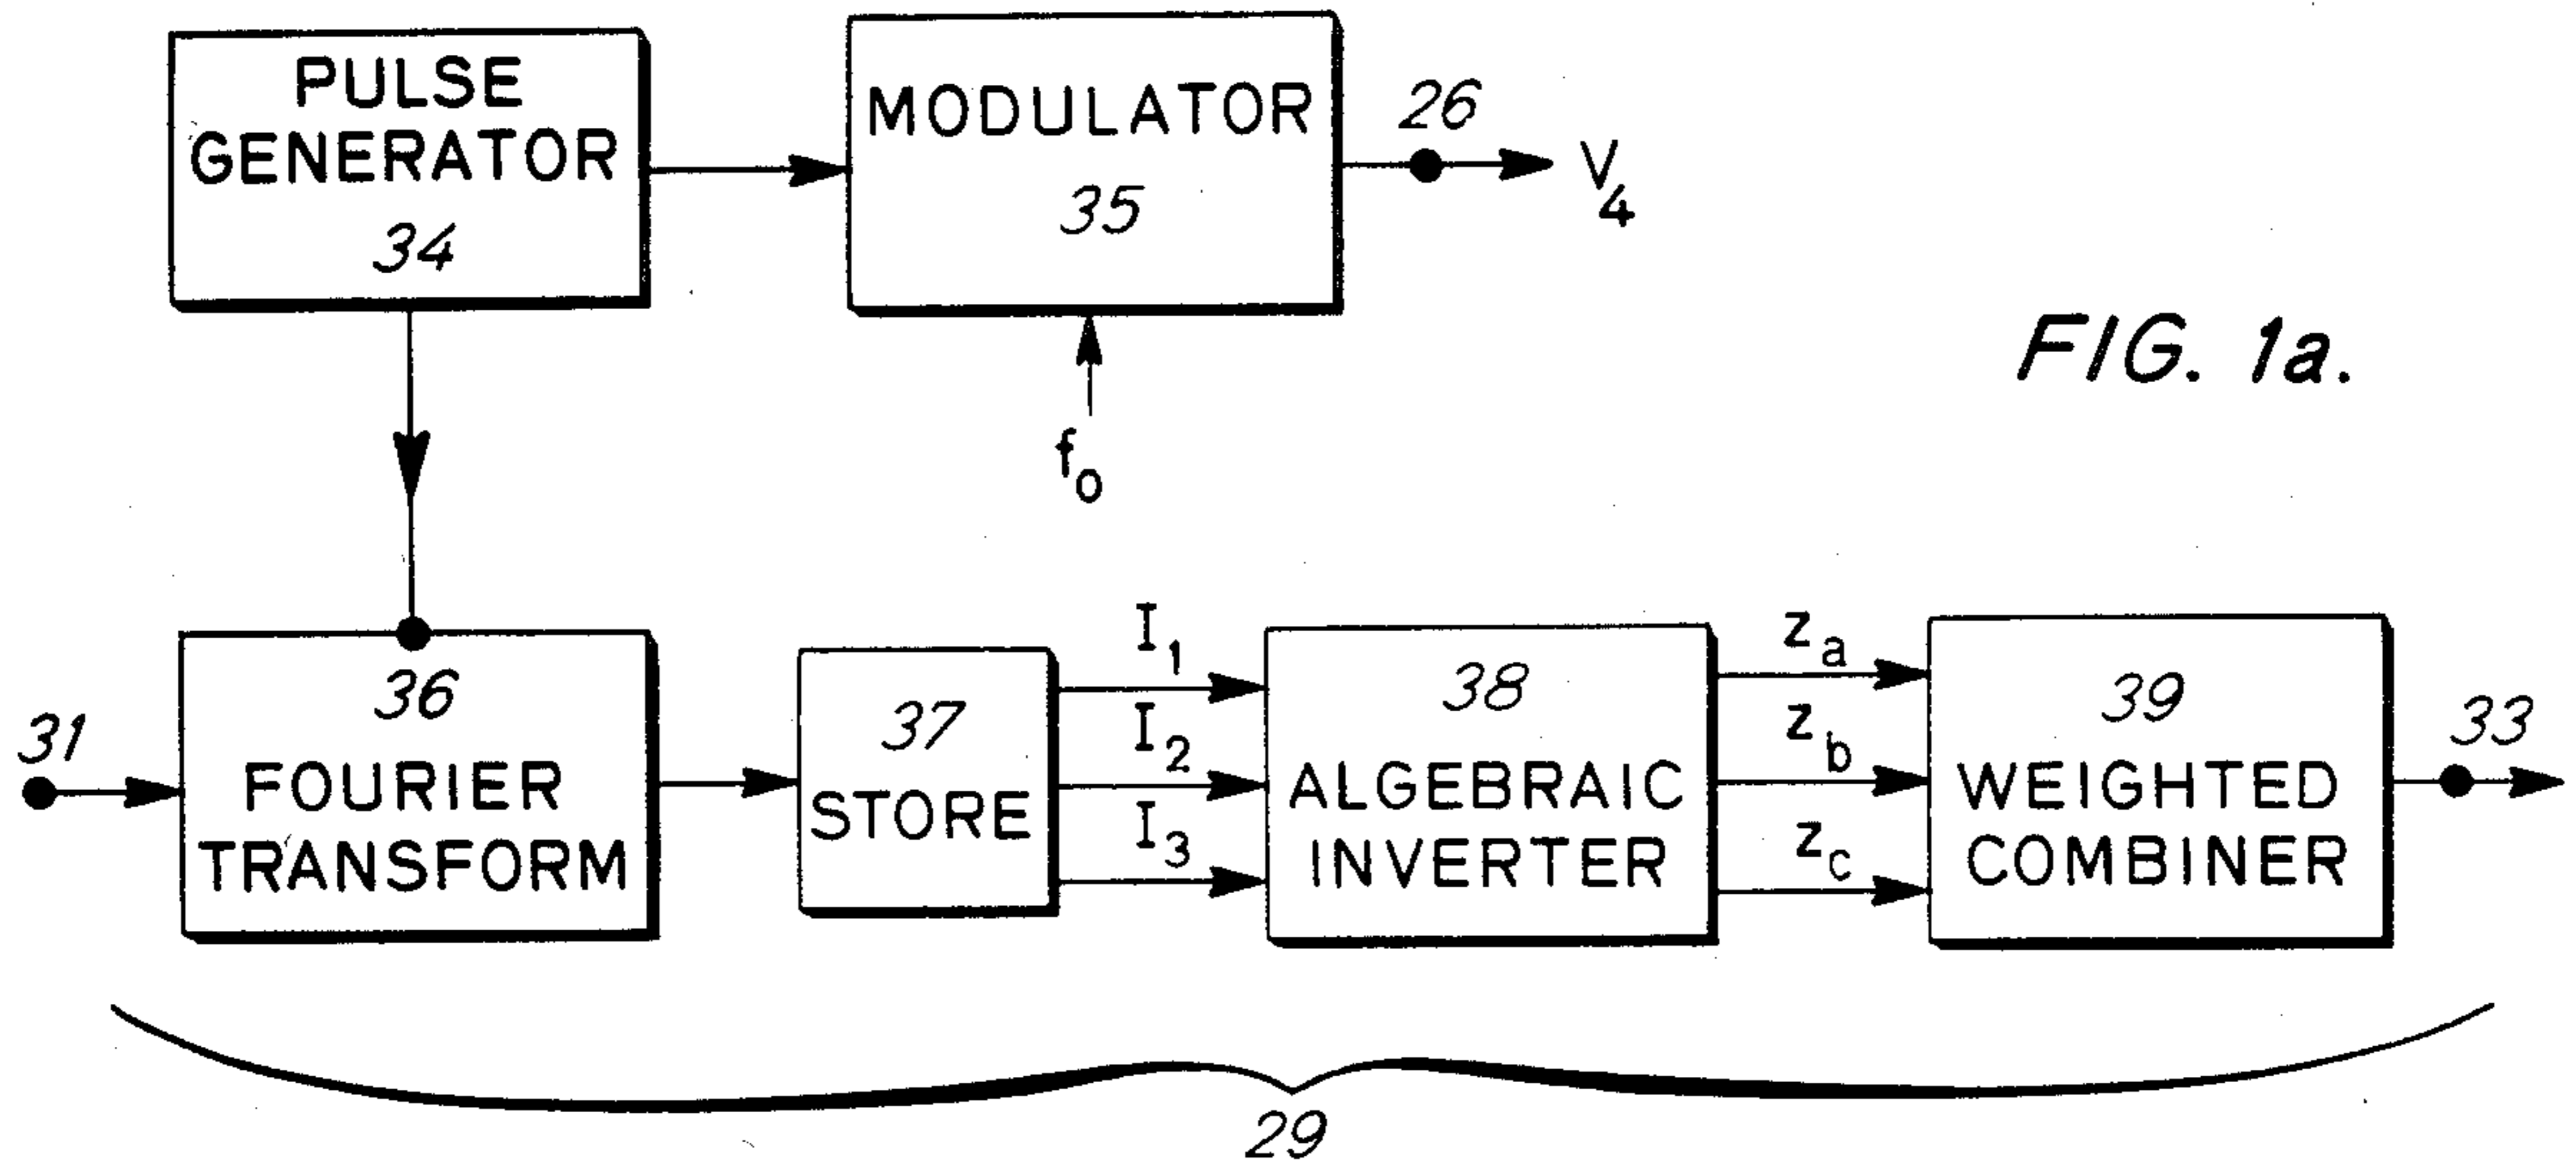 PULSE
GENERATOR
34
MODULATOR
35
26
V4
f0
FIG. 1a.
31
36
FOURIER
TRANSFORM
37
STORE
I1
I2
I3
38
ALGEBRAIC
INVERTER
za
zb
zc
39
WEIGHTED
COMBINER
33
29